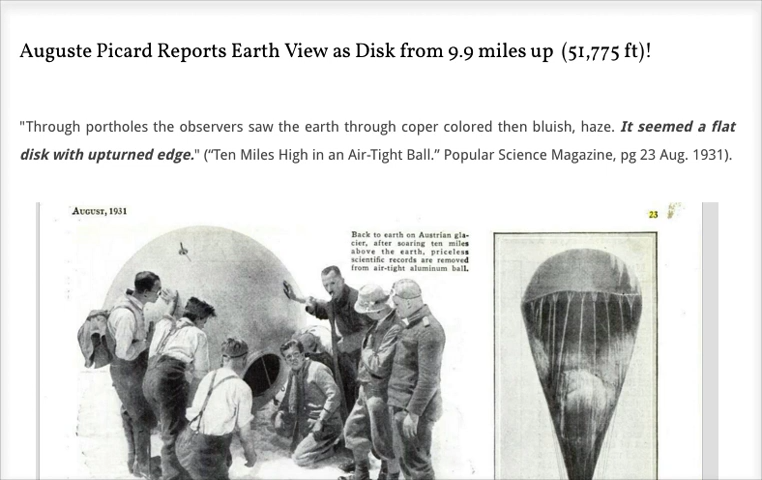 Auguste Picard Reports Earth View as Disk from 9.9 miles up (51,775 ft)!
"Through portholes the observers saw the earth through coper colored then bluish, haze. It seemed a flat
disk with upturned edge." (“Ten Miles High in an Air-Tight Ball.” Popular Science Magazine, pg 23 Aug. 1931).
August, 1931
23
Back to earth on Austrian gla-
cier, after soaring ten miles
above the earth, priceless
scientific records are removed
from air-tight aluminum ball.